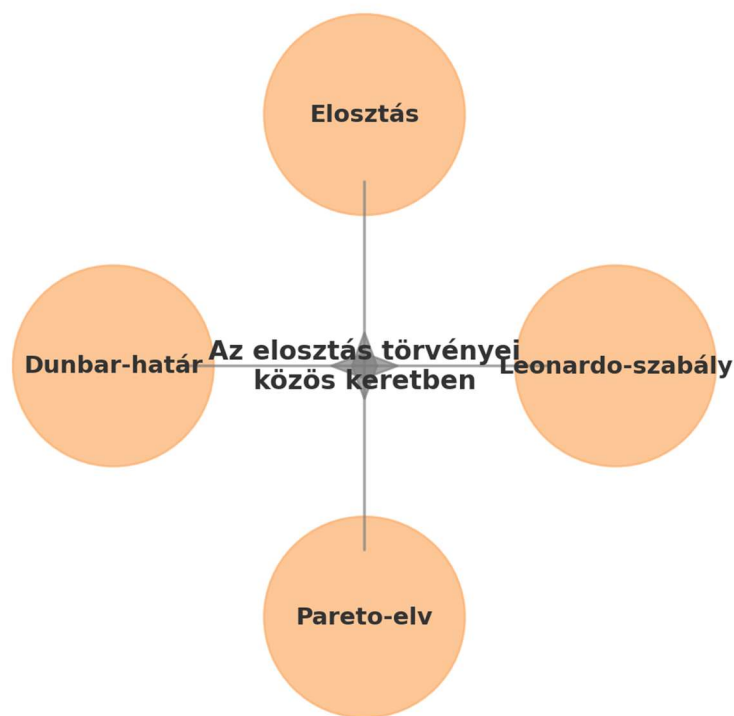 Elosztás
Dunbar-határ
Az elosztás törvényei
közös keretben
Leonardo-szabály
Pareto-elv